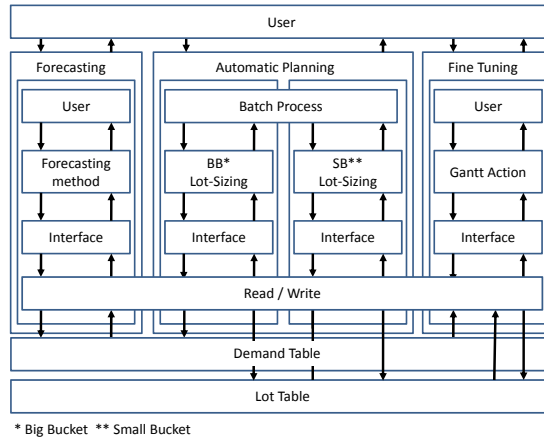 User
Forecasting
Automatic Planning
Fine Tuning
User
Batch Process
User
Forecasting
method
BB*
Lot-Sizing
SB**
Lot-Sizing
Gantt Action
Interface
Interface
Interface
Interface
Read / Write
Demand Table
Lot Table
* Big Bucket ** Small Bucket